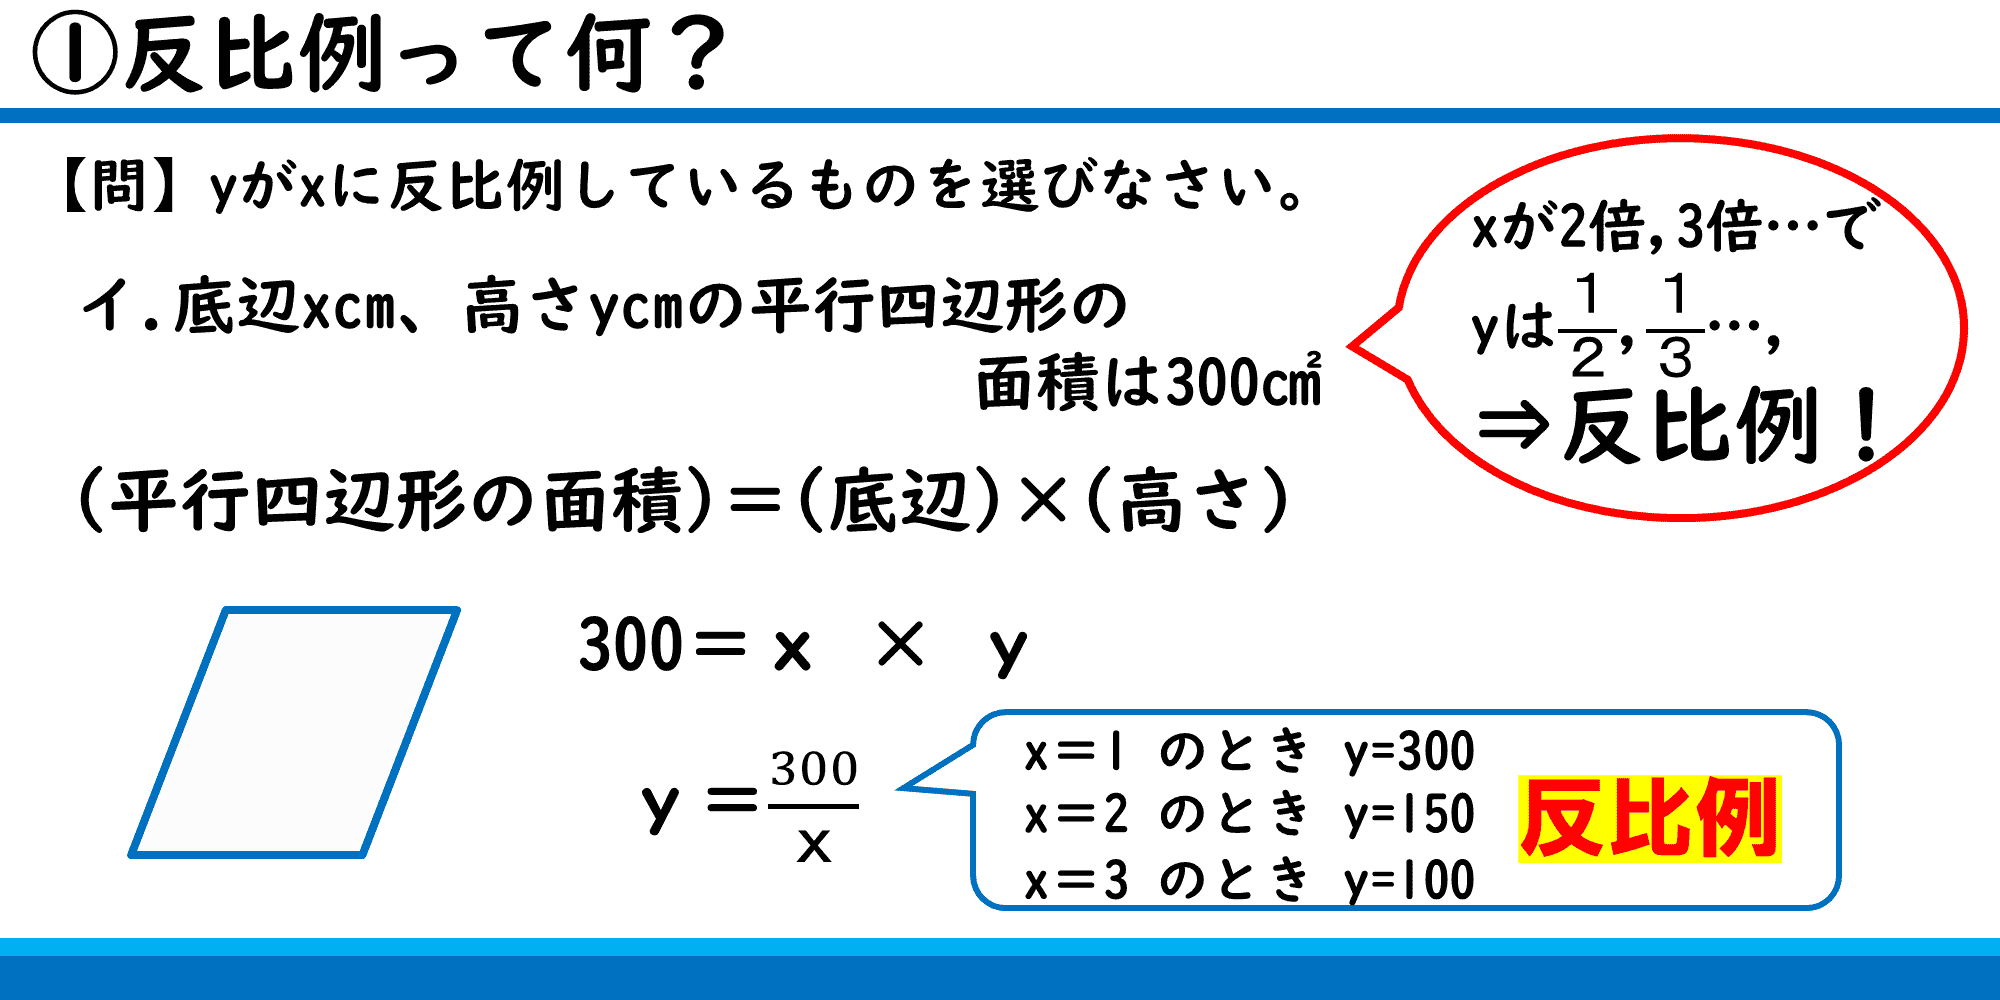 ①反比例って何？
【問】yがxに反比例しているものを選びなさい。
イ.底辺xcm、高さycmの平行四辺形の
面積は300㎠
xが2倍,3倍…で
yは1/2,1/3…,
⇒反比例！
(平行四辺形の面積)＝(底辺)×(高さ)
300＝ x × y
y ＝300/x
x＝1 のとき y=300
x＝2 のとき y=150
x＝3 のとき y=100
反比例